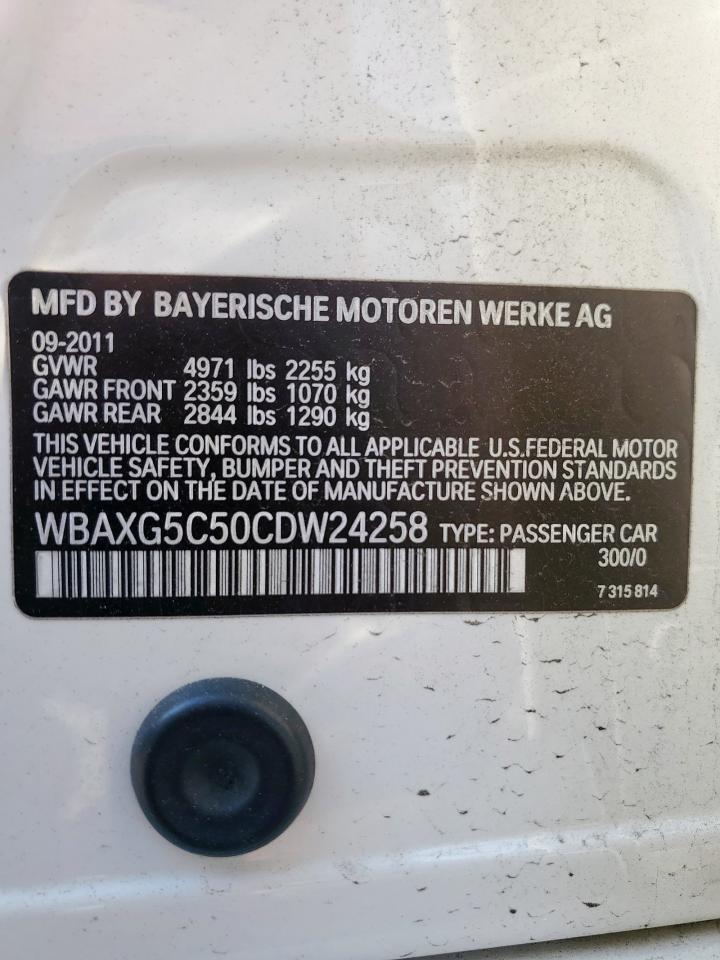 MFD BY BAYERISCHE MOTOREN WERKE AG
09-2011
GVWR 4971 lbs 2255 kg
GAWR FRONT 2359 lbs 1070 kg
GAWR REAR 2844 lbs 1290 kg
THIS VEHICLE CONFORMS TO ALL APPLICABLE U.S.FEDERAL MOTOR
VEHICLE SAFETY, BUMPER AND THEFT PREVENTION STANDARDS
IN EFFECT ON THE DATE OF MANUFACTURE SHOWN ABOVE.
WBAXG5C50CDW24258 TYPE: PASSENGER CAR
300/0
7 315 814